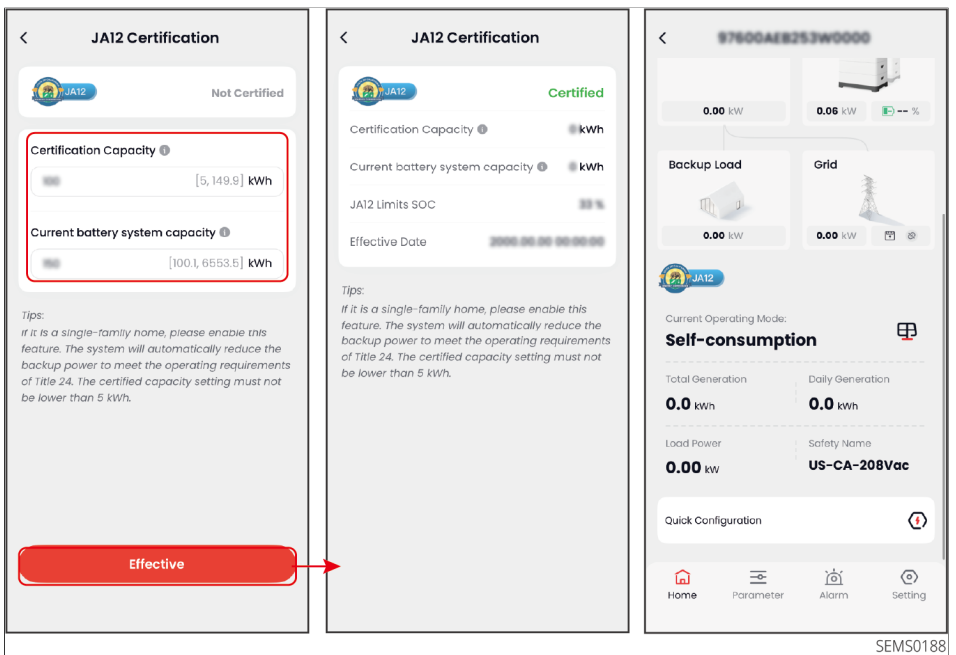 JA12 Certification
JA12
Not Certified
Certification Capacity
[5, 149.9] kWh
Current battery system capacity
[100.1, 6553.5] kWh
Tips:
If it is a single-family home, please enable this
feature. The system will automatically reduce the
backup power to meet the operating requirements
of Title 24. The certified capacity setting must not
be lower than 5 kWh.
Effective
JA12 Certification
JA12
Certified
Certification Capacity kWh
Current battery system capacity kWh
JA12 Limits SOC
Effective Date
Tips:
If it is a single-family home, please enable this
feature. The system will automatically reduce the
backup power to meet the operating requirements
of Title 24. The certified capacity setting must not
be lower than 5 kWh.
0.00 kW
0.06 kW -- %
Backup Load
0.00 kW
Grid
0.00 kW
JA12
Current Operating Mode:
Self-consumption
Total Generation
0.0 kWh
Daily Generation
0.0 kWh
Load Power
0.00 kW
Safety Name
US-CA-208Vac
Quick Configuration
Home Parameter Alarm Setting
SEMS0188